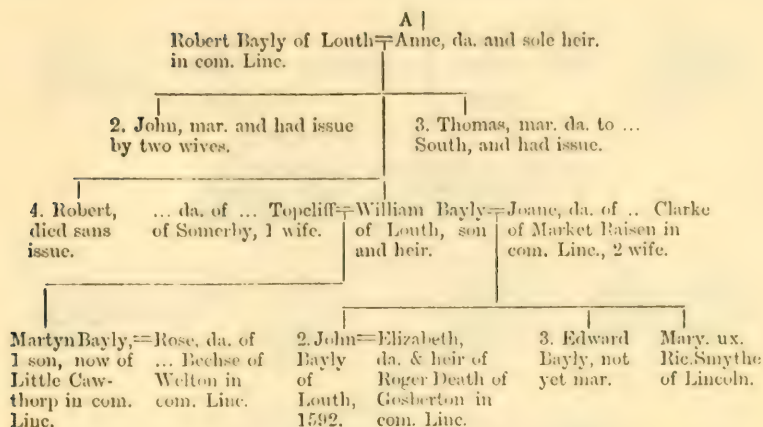 A
Robert Bayly of Louth=Anne, da. and sole heir.
in com. Linc.
2. John, mar. and had issue
by two wives.
3. Thomas, mar. da. to ...
South, and had issue.
4. Robert,
died sans
issue.
... da. of ... Topcliff=
of Somerby, 1 wife.
William Bayly=
of Louth, son
and heir.
Joane, da. of .. Clarke
of Market Raisen in
com. Linc., 2 wife.
Martyn Bayly,=
1 son, now of
Little Caw-
thorp in com.
Linc.
Rose, da. of
... Bechse of
Welton in
com. Linc.
2. John=
Bayly
of
Louth,
1592.
Elizabeth,
da. & heir of
Roger Death of
Gosberton in
com. Linc.
3. Edward
Bayly, not
yet mar.
Mary, ux.
Ric. Smythe
of Lincoln.